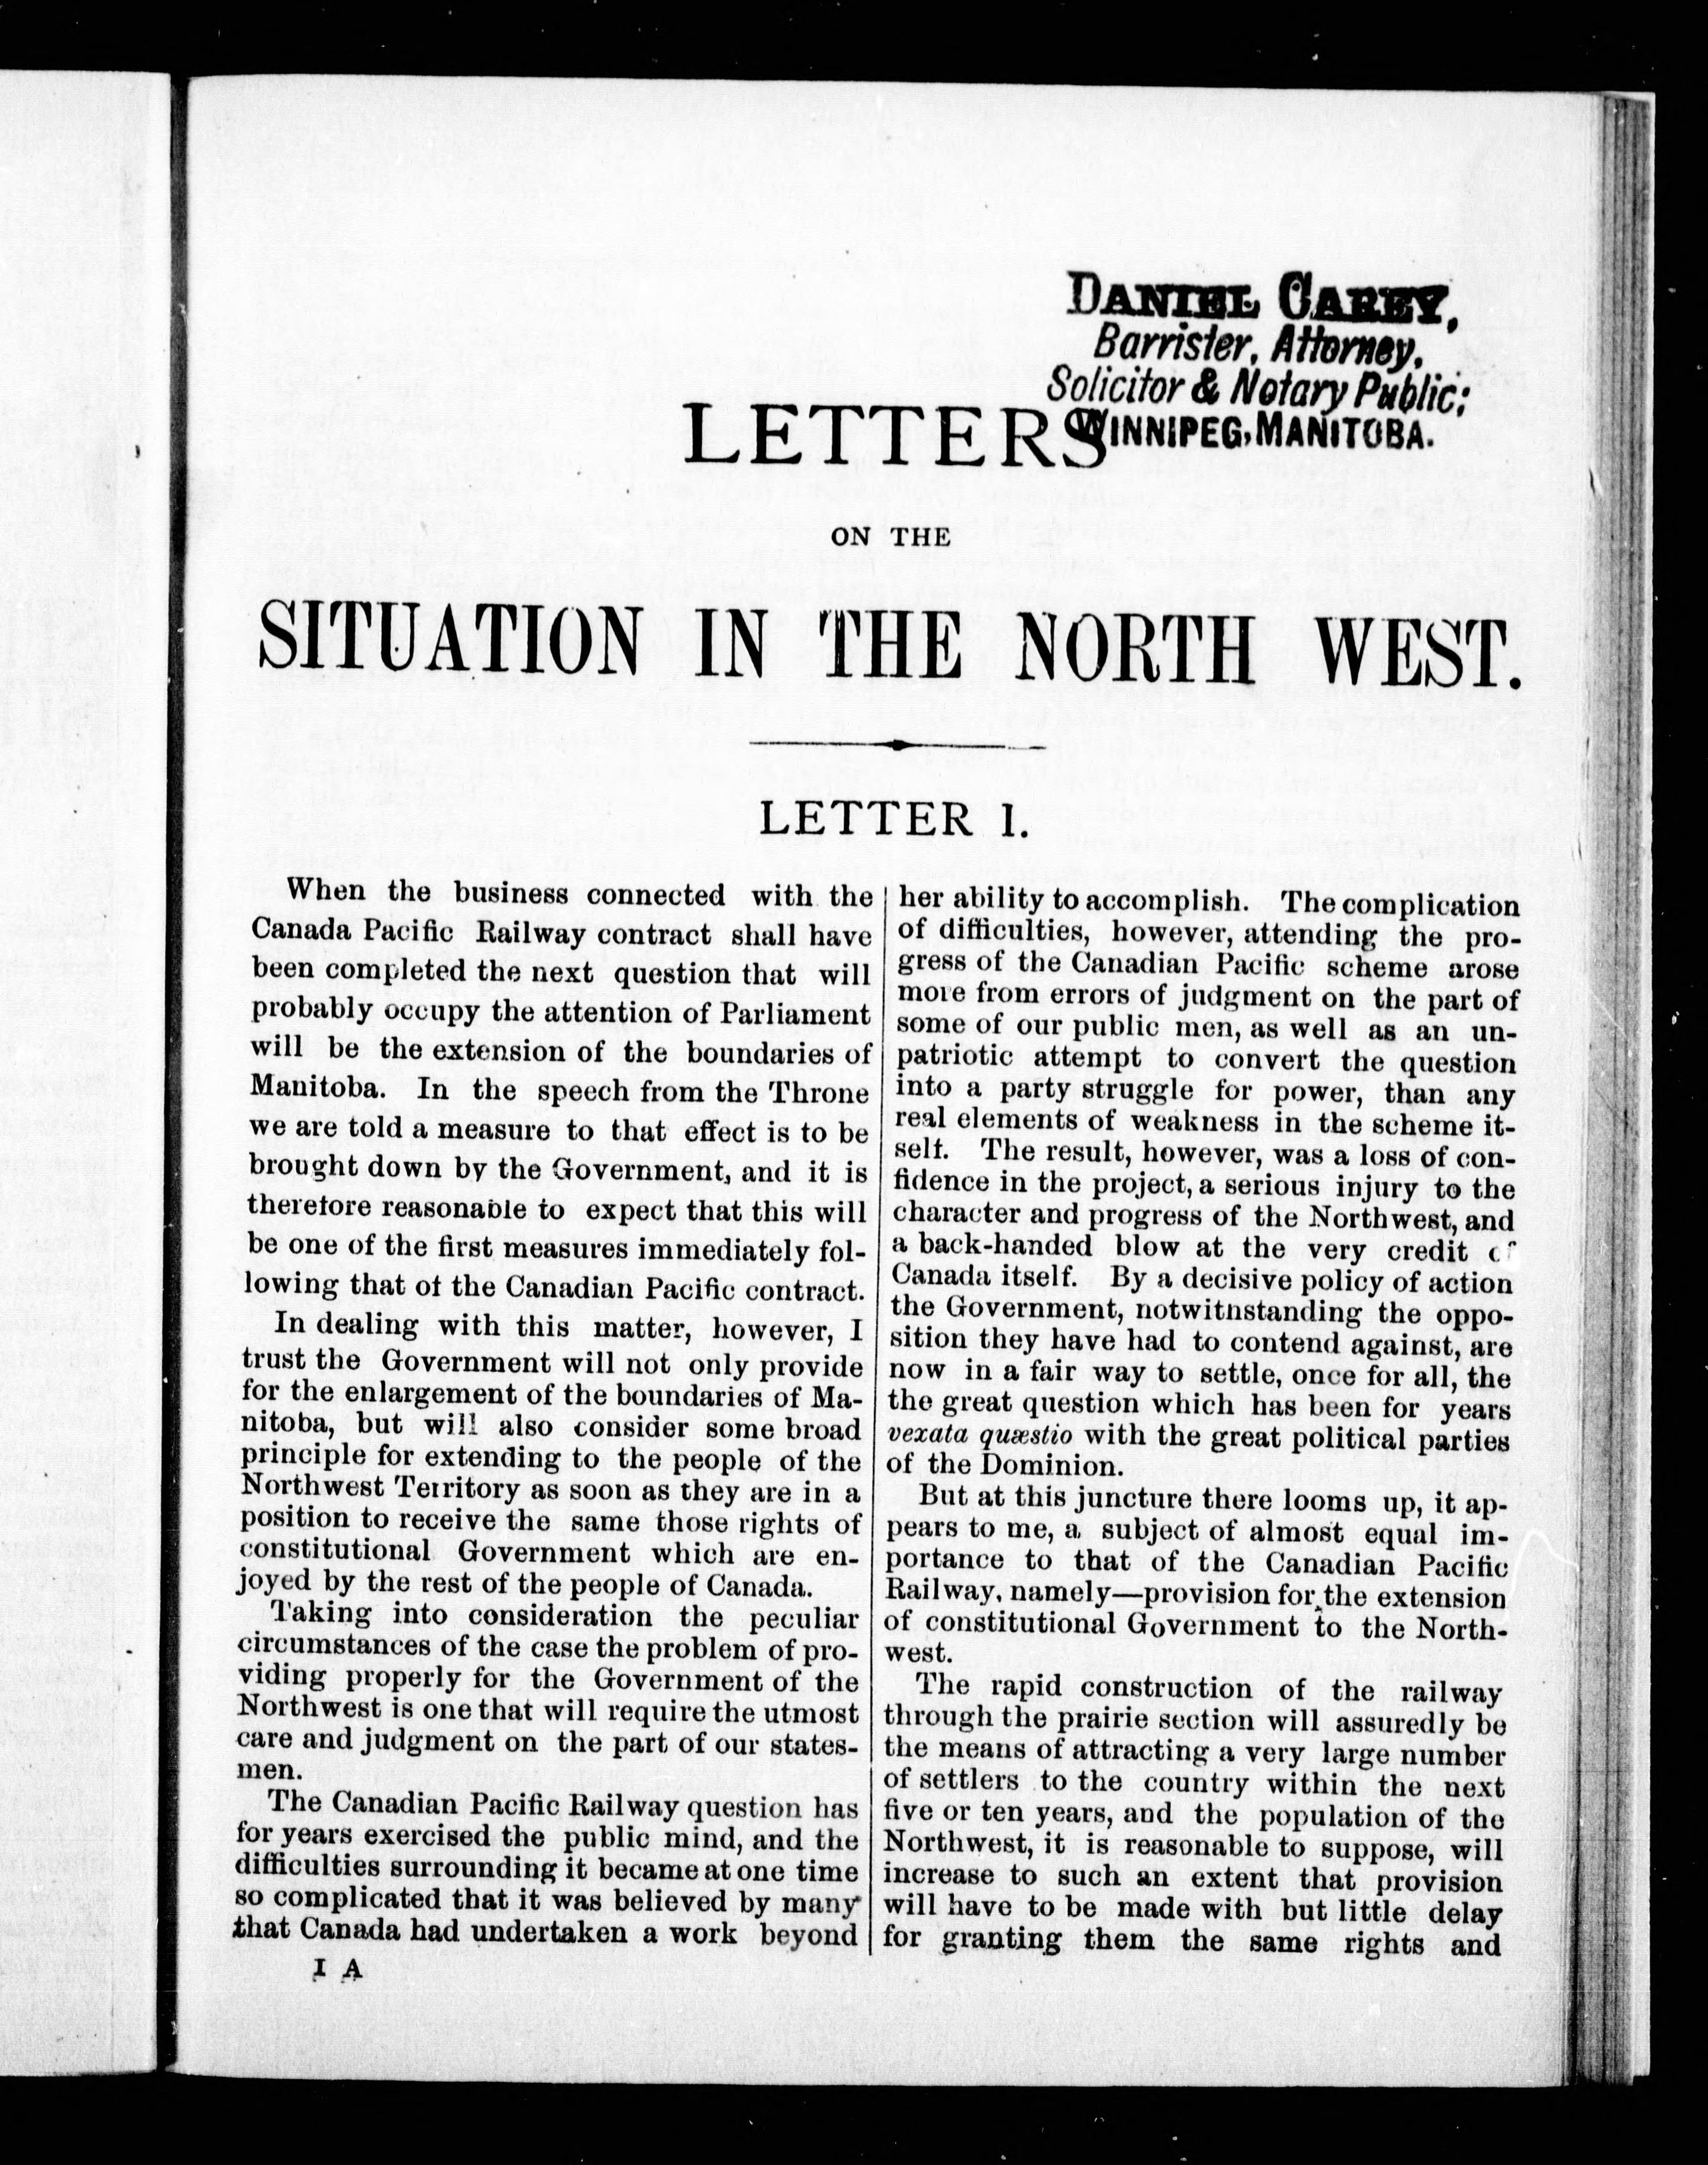 DANIEL CAREY,
Barrister, Attorney,
Solicitor & Notary Public;
WINNIPEG, MANITOBA.
LETTERS
ON THE
SITUATION IN THE NORTH WEST.
LETTER I.
When the business connected with the
Canada Pacific Railway contract shall have
been completed the next question that will
probably occupy the attention of Parliament
will be the extension of the boundaries of
Manitoba. In the speech from the Throne
we are told a measure to that effect is to be
brought down by the Government, and it is
therefore reasonable to expect that this will
be one of the first measures immediately fol-
lowing that of the Canadian Pacific contract.
In dealing with this matter, however, I
trust the Government will not only provide
for the enlargement of the boundaries of Ma-
nitoba, but will also consider some broad
principle for extending to the people of the
Northwest Territory as soon as they are in a
position to receive the same those rights of
constitutional Government which are en-
joyed by the rest of the people of Canada.
Taking into consideration the peculiar
circumstances of the case the problem of pro-
viding properly for the Government of the
Northwest is one that will require the utmost
care and judgment on the part of our states-
men.
The Canadian Pacific Railway question has
for years exercised the public mind, and the
difficulties surrounding it became at one time
so complicated that it was believed by many
that Canada had undertaken a work beyond
I A
her ability to accomplish. The complication
of difficulties, however, attending the pro-
gress of the Canadian Pacific scheme arose
more from errors of judgment on the part of
some of our public men, as well as an un-
patriotic attempt to convert the question
into a party struggle for power, than any
real elements of weakness in the scheme it-
self. The result, however, was a loss of con-
fidence in the project, a serious injury to the
character and progress of the Northwest, and
a back-handed blow at the very credit of
Canada itself. By a decisive policy of action
the Government, notwithstanding the oppo-
sition they have had to contend against, are
now in a fair way to settle, once for all, the
the great question which has been for years
vexata quæstio with the great political parties
of the Dominion.
But at this juncture there looms up, it ap-
pears to me, a subject of almost equal im-
portance to that of the Canadian Pacific
Railway, namely—provision for the extension
of constitutional Government to the North-
west.
The rapid construction of the railway
through the prairie section will assuredly be
the means of attracting a very large number
of settlers to the country within the next
five or ten years, and the population of the
Northwest, it is reasonable to suppose, will
increase to such an extent that provision
will have to be made with but little delay
for granting them the same rights and